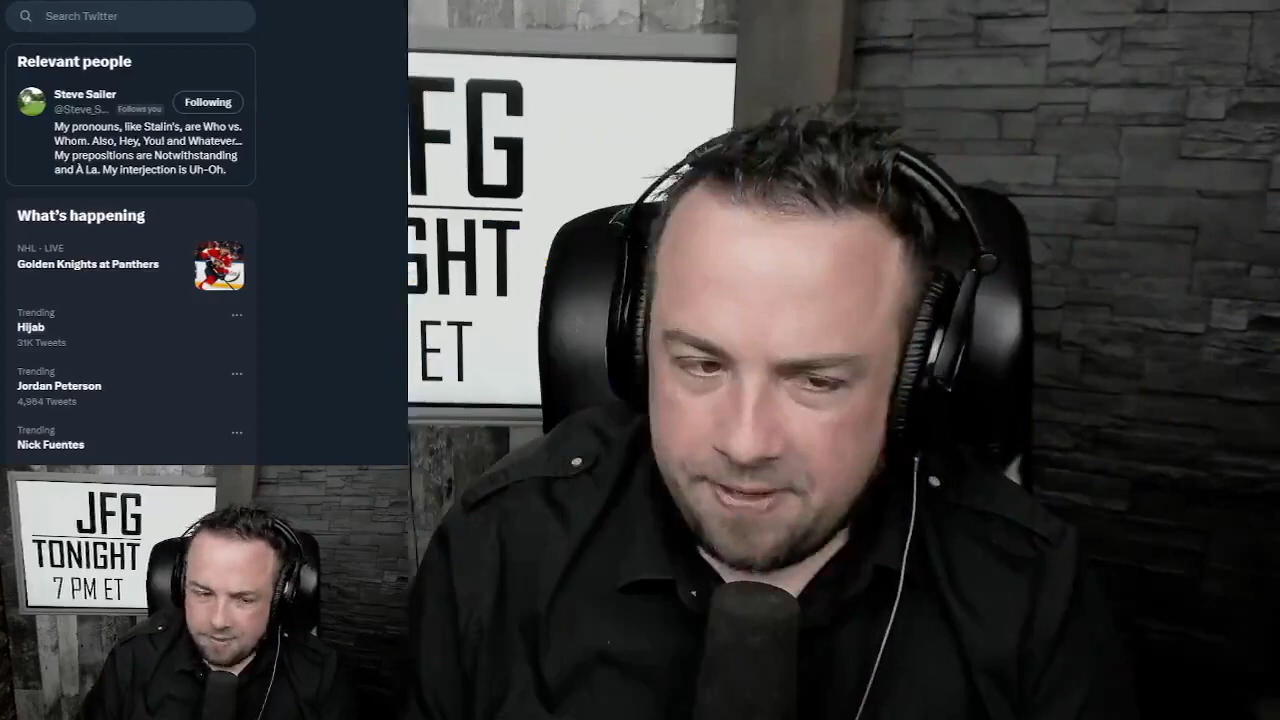 Search Twitter
Relevant people
Steve Sailer
@Steve_S... Follows you
Following
My pronouns, like Stalin's, are Who vs.
Whom. Also, Hey, You! and Whatever...
My prepositions are Notwithstanding
and À La. My interjection is Uh-Oh.
What's happening
NHL · LIVE
Golden Knights at Panthers
Trending
Hijab
31K Tweets
Trending
Jordan Peterson
4,964 Tweets
Trending
Nick Fuentes
JFG
TONIGHT
7 PM ET
FG
GHT
ET